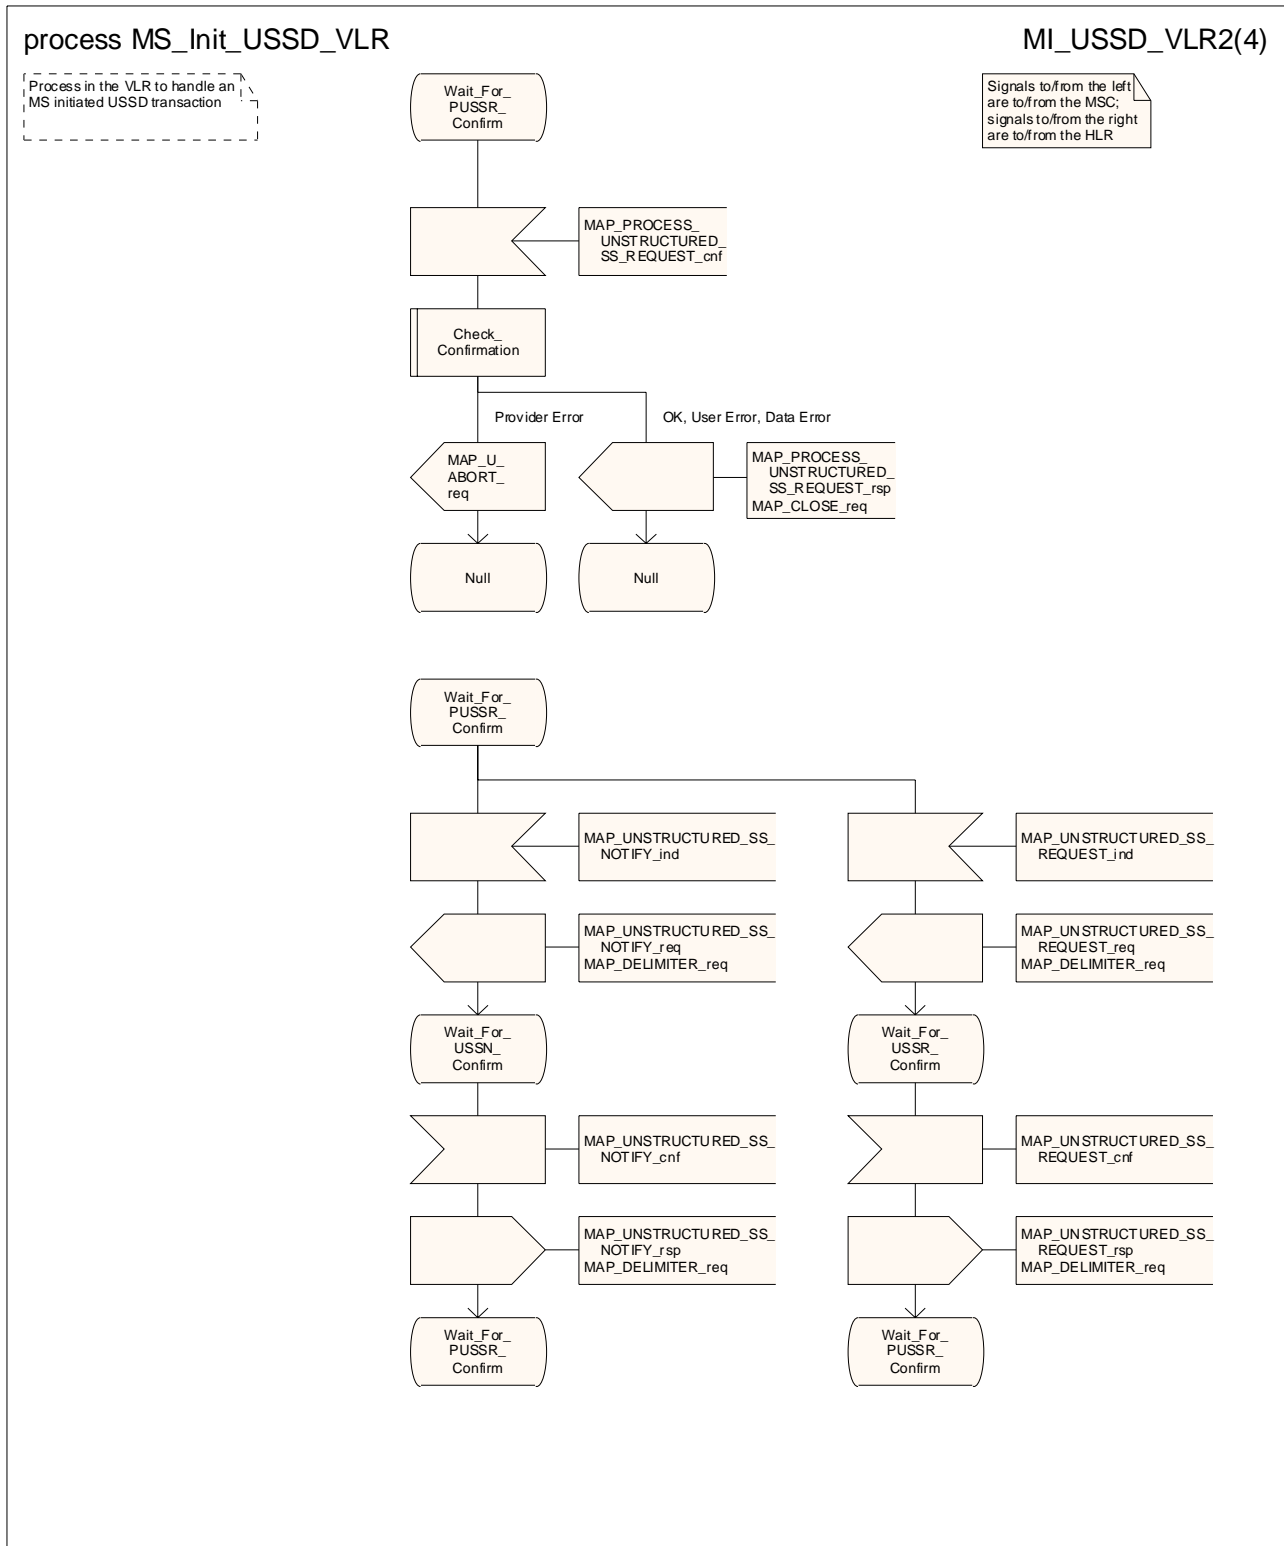 process MS_Init_USSD_VLR
MI_USSD_VLR2(4)
Process in the VLR to handle an
MS initiated USSD transaction
Wait_For_
PUSSR_
Confirm
Signals to/from the left
are to/from the MSC;
signals to/from the right
are to/from the HLR
MAP_PROCESS_
UNSTRUCTURED_
SS_REQUEST_cnf
Check_
Confirmation
Provider Error
OK, User Error, Data Error
MAP_U_
ABORT_
req
MAP_PROCESS_
UNSTRUCTURED_
SS_REQUEST_rsp
MAP_CLOSE_req
Null
Null
Wait_For_
PUSSR_
Confirm
MAP_UNSTRUCTURED_SS_
NOTIFY_ind
MAP_UNSTRUCTURED_SS_
REQUEST_ind
MAP_UNSTRUCTURED_SS_
NOTIFY_req
MAP_DELIMITER_req
MAP_UNSTRUCTURED_SS_
REQUEST_req
MAP_DELIMITER_req
Wait_For_
USSN_
Confirm
Wait_For_
USSR_
Confirm
MAP_UNSTRUCTURED_SS_
NOTIFY_cnf
MAP_UNSTRUCTURED_SS_
REQUEST_cnf
MAP_UNSTRUCTURED_SS_
NOTIFY_rsp
MAP_DELIMITER_req
MAP_UNSTRUCTURED_SS_
REQUEST_rsp
MAP_DELIMITER_req
Wait_For_
PUSSR_
Confirm
Wait_For_
PUSSR_
Confirm